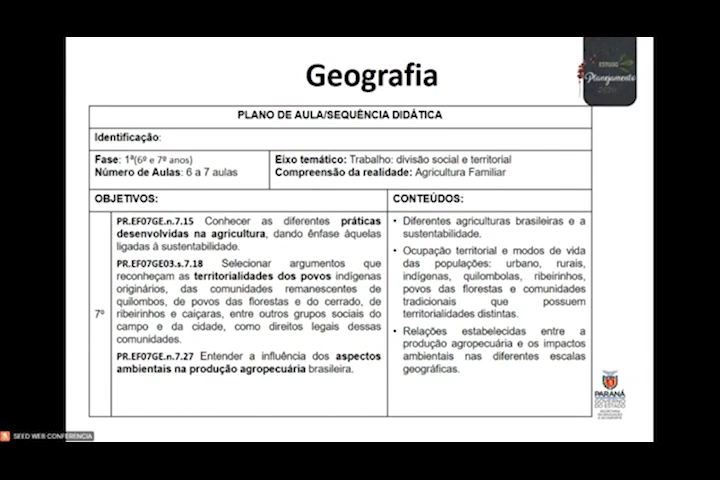 Geografia
ESTUDO
Planejamento
PLANO DE AULA/SEQUÊNCIA DIDÁTICA
Identificação:
Fase: 1ª(6º e 7º anos)
Número de Aulas: 6 a 7 aulas
Eixo temático: Trabalho: divisão social e territorial
Compreensão da realidade: Agricultura Familiar
OBJETIVOS:
CONTEÚDOS:
7º
PR.EF07GE.n.7.15 Conhecer as diferentes práticas
desenvolvidas na agricultura, dando ênfase àquelas
ligadas à sustentabilidade.
PR.EF07GE03.s.7.18 Selecionar argumentos que
reconheçam as territorialidades dos povos indígenas
originários, das comunidades remanescentes de
quilombos, de povos das florestas e do cerrado, de
ribeirinhos e caiçaras, entre outros grupos sociais do
campo e da cidade, como direitos legais dessas
comunidades.
PR.EF07GE.n.7.27 Entender a influência dos aspectos
ambientais na produção agropecuária brasileira.
• Diferentes agriculturas brasileiras e a
sustentabilidade.
• Ocupação territorial e modos de vida
das populações: urbano, rurais,
indígenas, quilombolas, ribeirinhos,
povos das florestas e comunidades
tradicionais que possuem
territorialidades distintas.
• Relações estabelecidas entre a
produção agropecuária e os impactos
ambientais nas diferentes escalas
geográficas.
PARANÁ
GOVERNO
DO ESTADO
SEED WEB CONFERENCIA